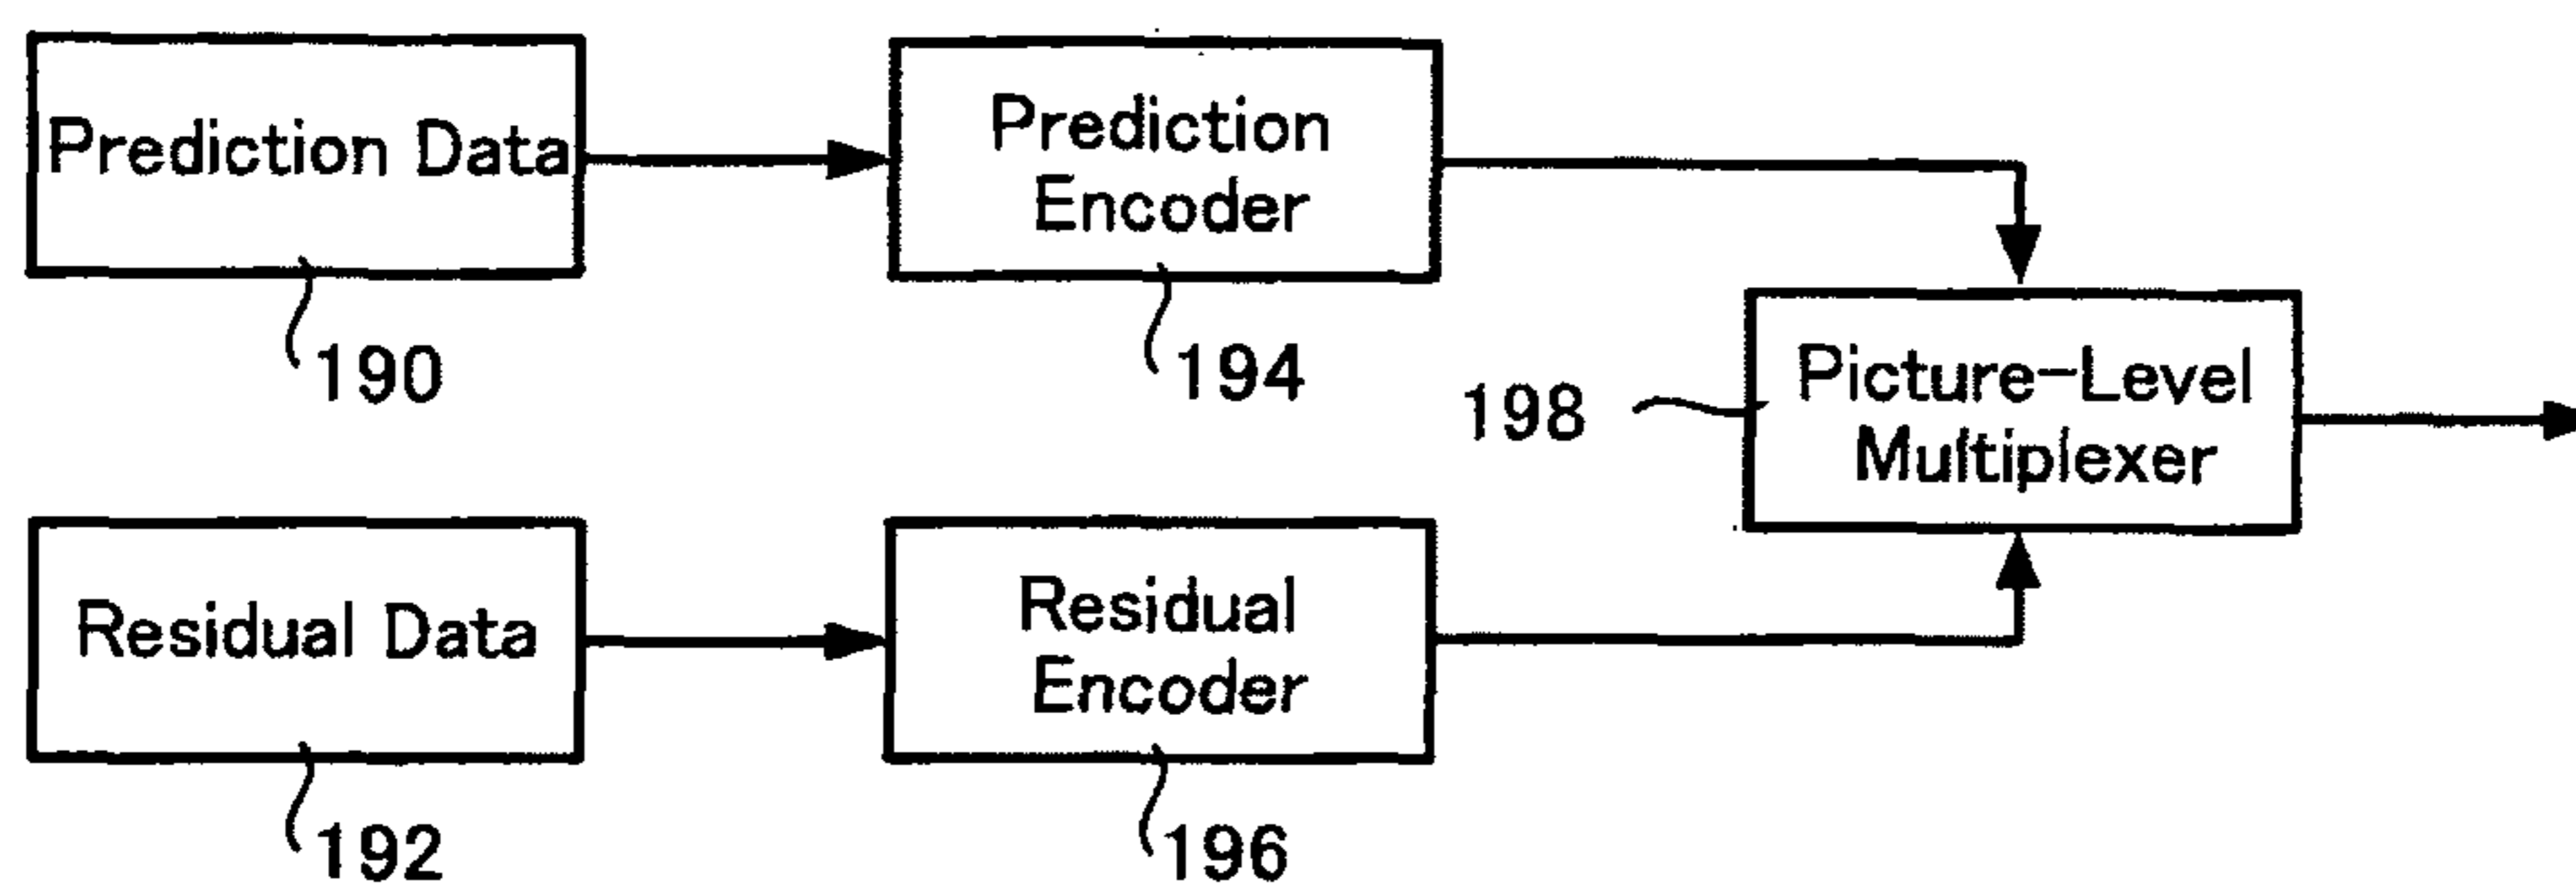 Prediction Data
190
Prediction
Encoder
194
198
Picture-Level
Multiplexer
Residual Data
192
Residual
Encoder
196